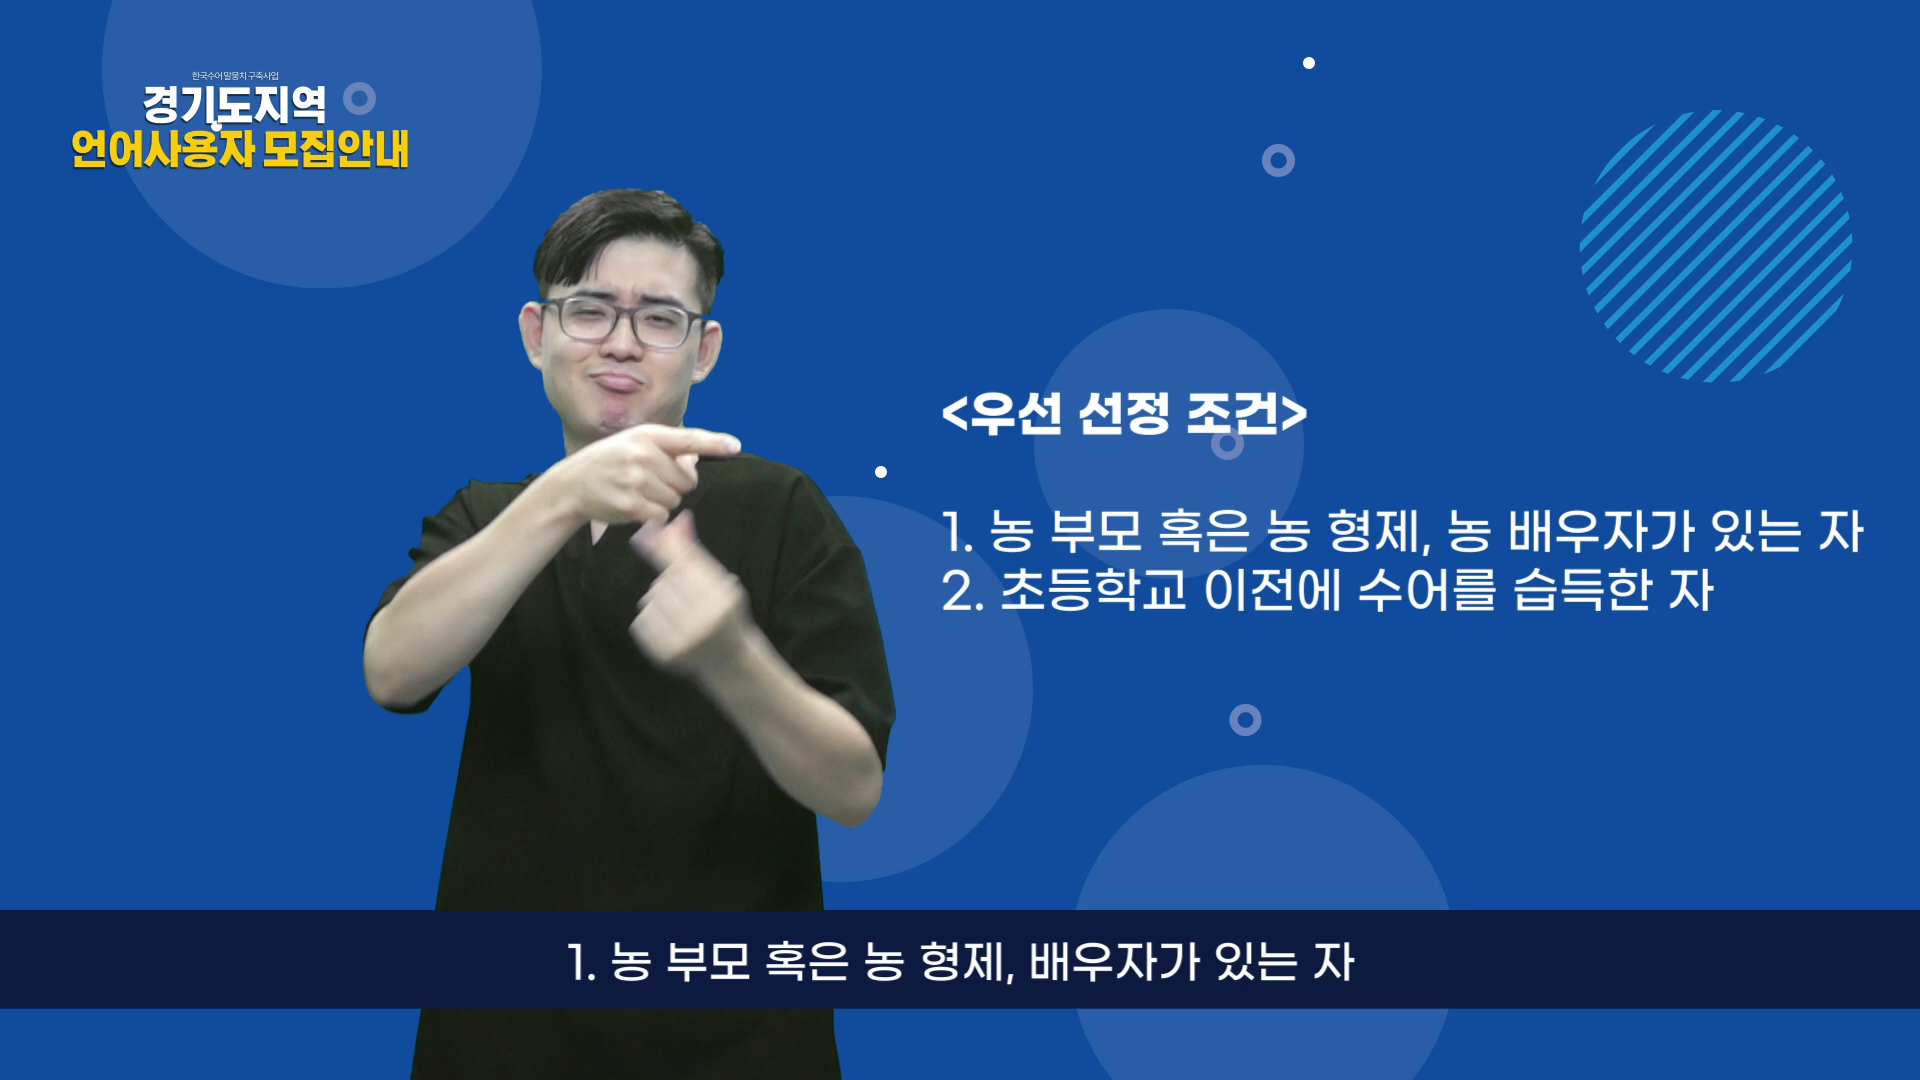 한국수어 말뭉치 구축사업
경기도지역
언어사용자 모집안내
<우선 선정 조건>
1. 농 부모 혹은 농 형제, 농 배우자가 있는 자
2. 초등학교 이전에 수어를 습득한 자
1. 농 부모 혹은 농 형제, 배우자가 있는 자